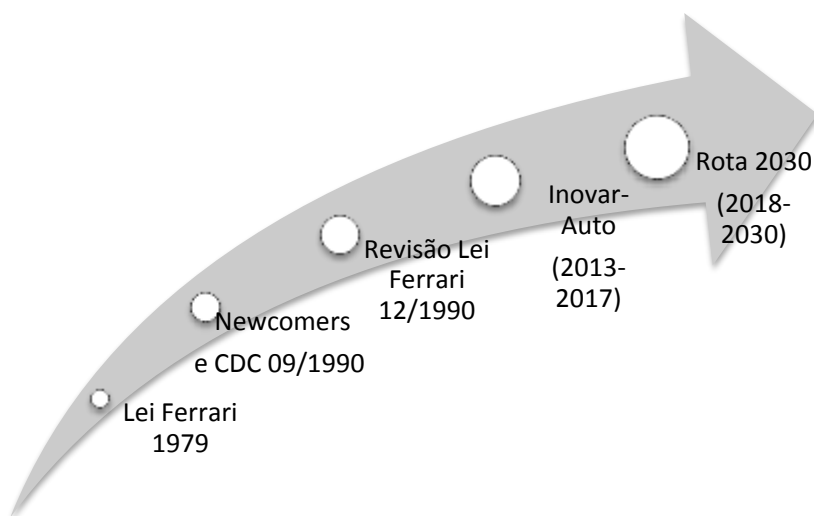 Lei Ferrari
1979
Newcomers
e CDC 09/1990
Revisão Lei
Ferrari
12/1990
Inovar-
Auto
(2013-
2017)
Rota 2030
(2018-
2030)